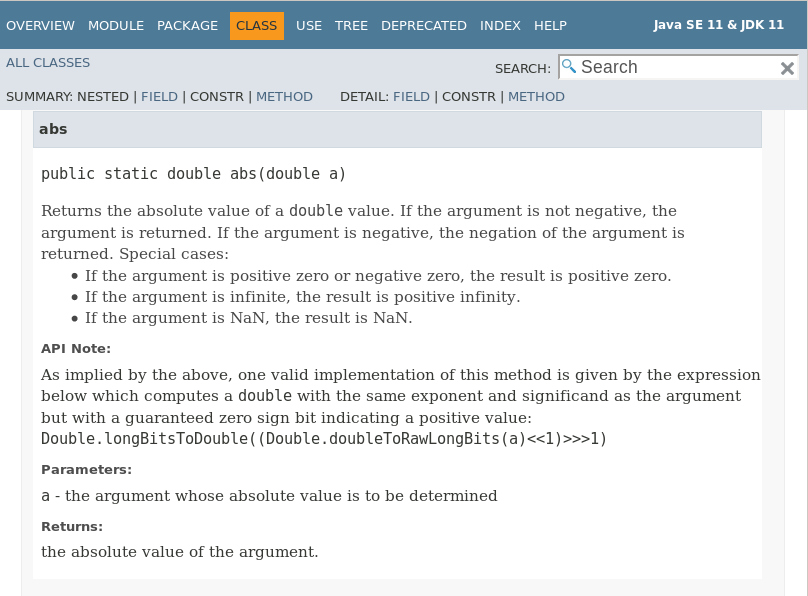 OVERVIEW MODULE PACKAGE CLASS USE TREE DEPRECATED INDEX HELP Java SE 11 & JDK 11
ALL CLASSES
SEARCH: Search
SUMMARY: NESTED | FIELD | CONSTR | METHOD DETAIL: FIELD | CONSTR | METHOD
abs
public static double abs(double a)
Returns the absolute value of a double value. If the argument is not negative, the
argument is returned. If the argument is negative, the negation of the argument is
returned. Special cases:
• If the argument is positive zero or negative zero, the result is positive zero.
• If the argument is infinite, the result is positive infinity.
• If the argument is NaN, the result is NaN.
API Note:
As implied by the above, one valid implementation of this method is given by the expression
below which computes a double with the same exponent and significand as the argument
but with a guaranteed zero sign bit indicating a positive value:
Double.longBitsToDouble((Double.doubleToRawLongBits(a)<<1)>>>1)
Parameters:
a - the argument whose absolute value is to be determined
Returns:
the absolute value of the argument.